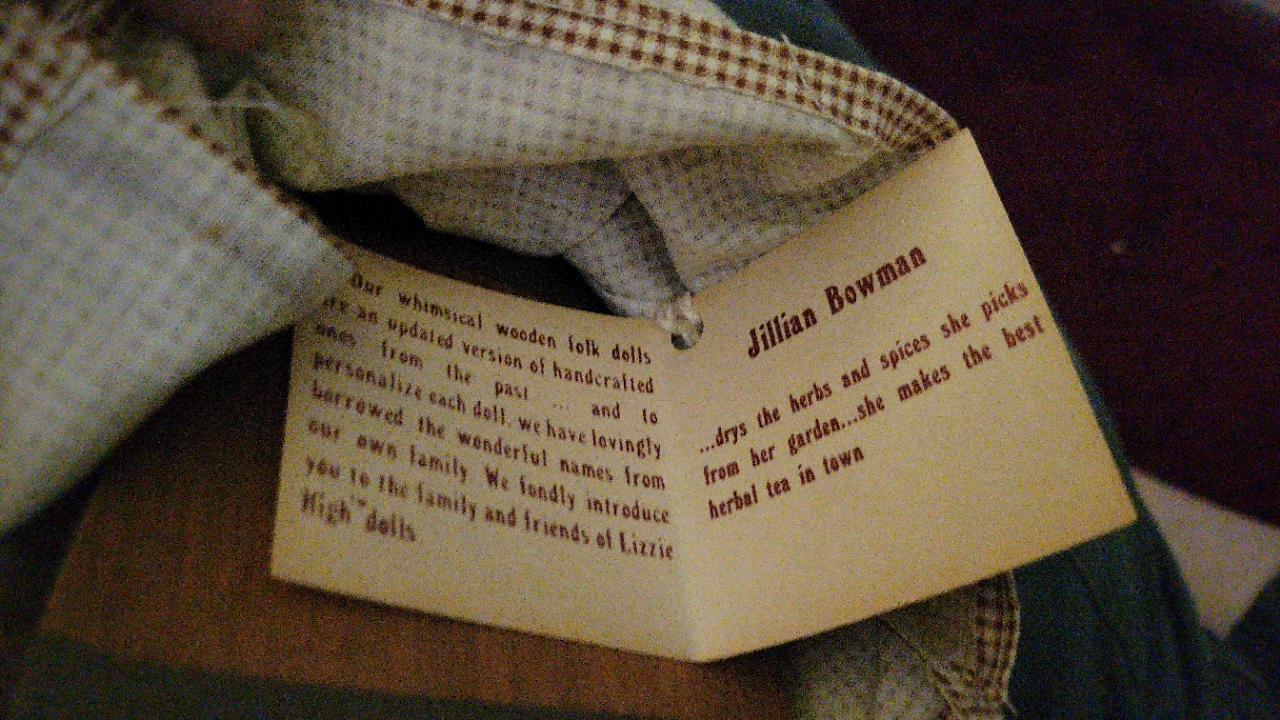 Our whimsical wooden folk dolls
are an updated version of handcrafted
ones from the past ... and to
personalize each doll, we have lovingly
borrowed the wonderful names from
our own family. We fondly introduce
you to the family and friends of Lizzie
High™ dolls.
Jillian Bowman
...drys the herbs and spices she picks
from her garden...she makes the best
herbal tea in town